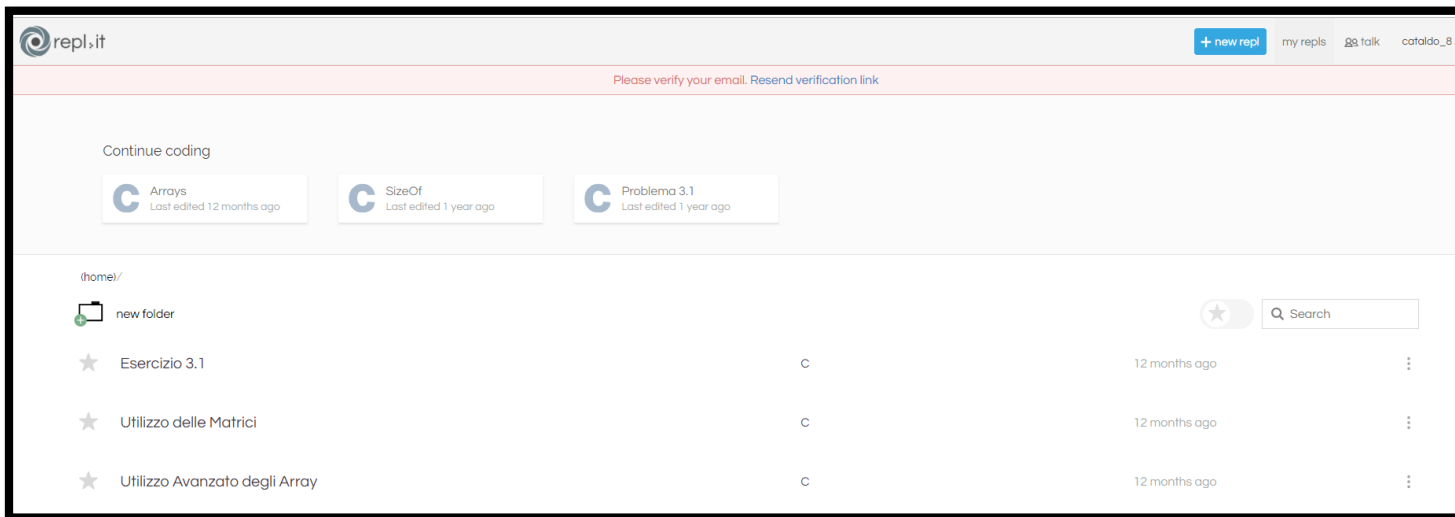 repl.it
+ new repl my repls talk cataldo_8
Please verify your email. Resend verification link
Continue coding
C Arrays
Last edited 12 months ago
C SizeOf
Last edited 1 year ago
C Problema 3.1
Last edited 1 year ago
(home)/
new folder Search
Esercizio 3.1 C 12 months ago
Utilizzo delle Matrici C 12 months ago
Utilizzo Avanzato degli Array C 12 months ago